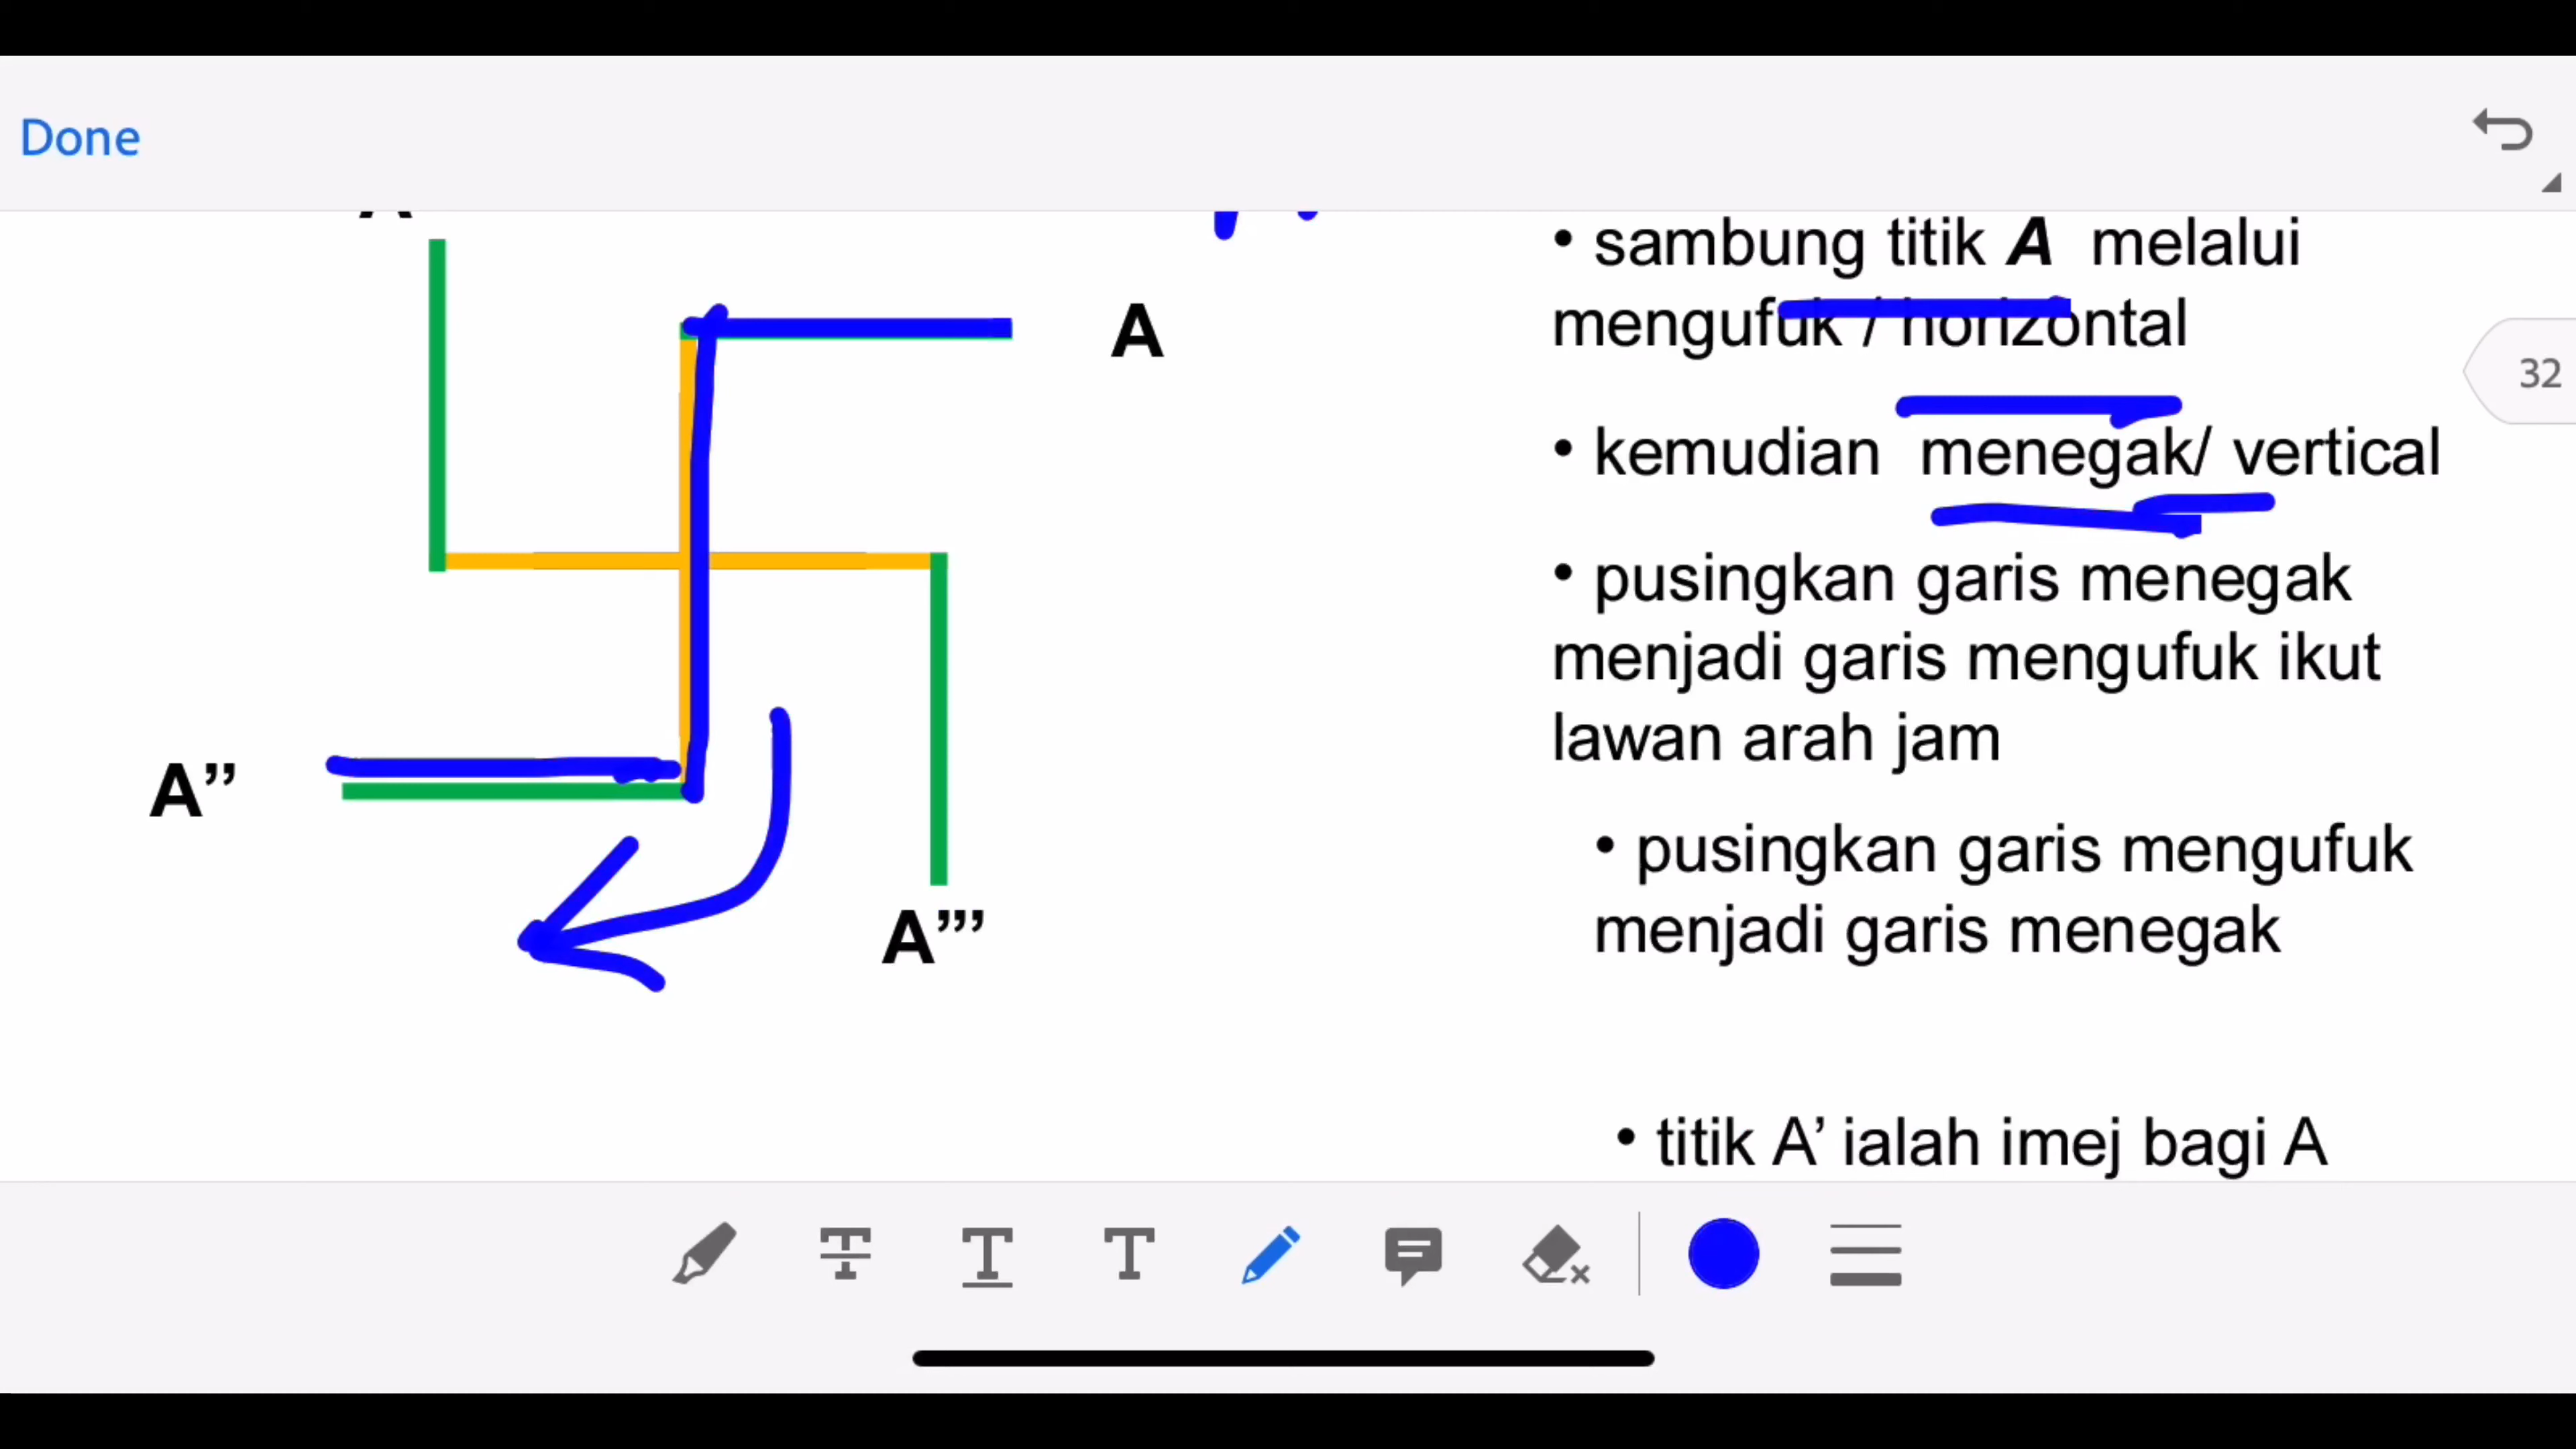 Done
A
A
A’’
A’’’
• sambung titik A melalui
mengufuk / horizontal
• kemudian menegak/ vertical
• pusingkan garis menegak
menjadi garis mengufuk ikut
lawan arah jam
• pusingkan garis mengufuk
menjadi garis menegak
• titik A’ ialah imej bagi A
32
T
T
T